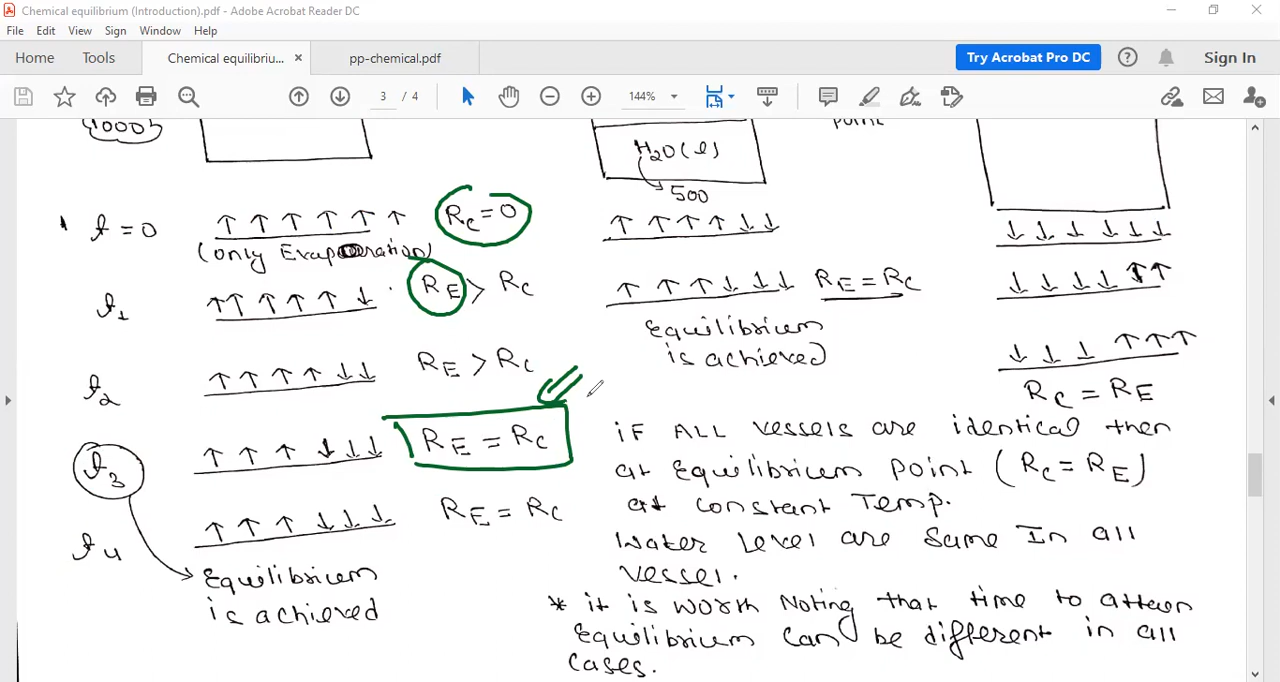 Chemical equilibrium (Introduction).pdf - Adobe Acrobat Reader DC
File Edit View Sign Window Help
Home Tools Chemical equilibriu... × pp-chemical.pdf Try Acrobat Pro DC Sign In
3 / 4 144%
1000
H2O(l)
500
point
t = 0 ↑ ↑ ↑ ↑ ↑ ↑ ↑ RC = 0
(only Evaporation)
t1 ↑↑ ↑ ↑ ↑ ↑ ↓ RE > RC
t2 ↑ ↑ ↑ ↑ ↓ ↓ RE > RC
t3 ↑ ↑ ↑ ↓ ↓ ↓ RE = RC
t4 ↑ ↑ ↑ ↓ ↓ ↓ RE = RC
Equilibrium
is achieved
↑ ↑ ↑ ↑ ↓ ↓
↑ ↑ ↑ ↓ ↓ ↓ RE = RC
Equilibrium
is achieved
↓ ↓ ↓ ↓ ↓ ↓
↓ ↓ ↓ ↓ ↑ ↑
↓ ↓ ↓ ↑ ↑ ↑
RC = RE
iF ALL vessels are identical then
at Equilibrium point (RC = RE)
at constant Temp.
Water Level are same In all
vessel.
* it is worth Noting that time to atten
Equilibrium can be different in all
cases.